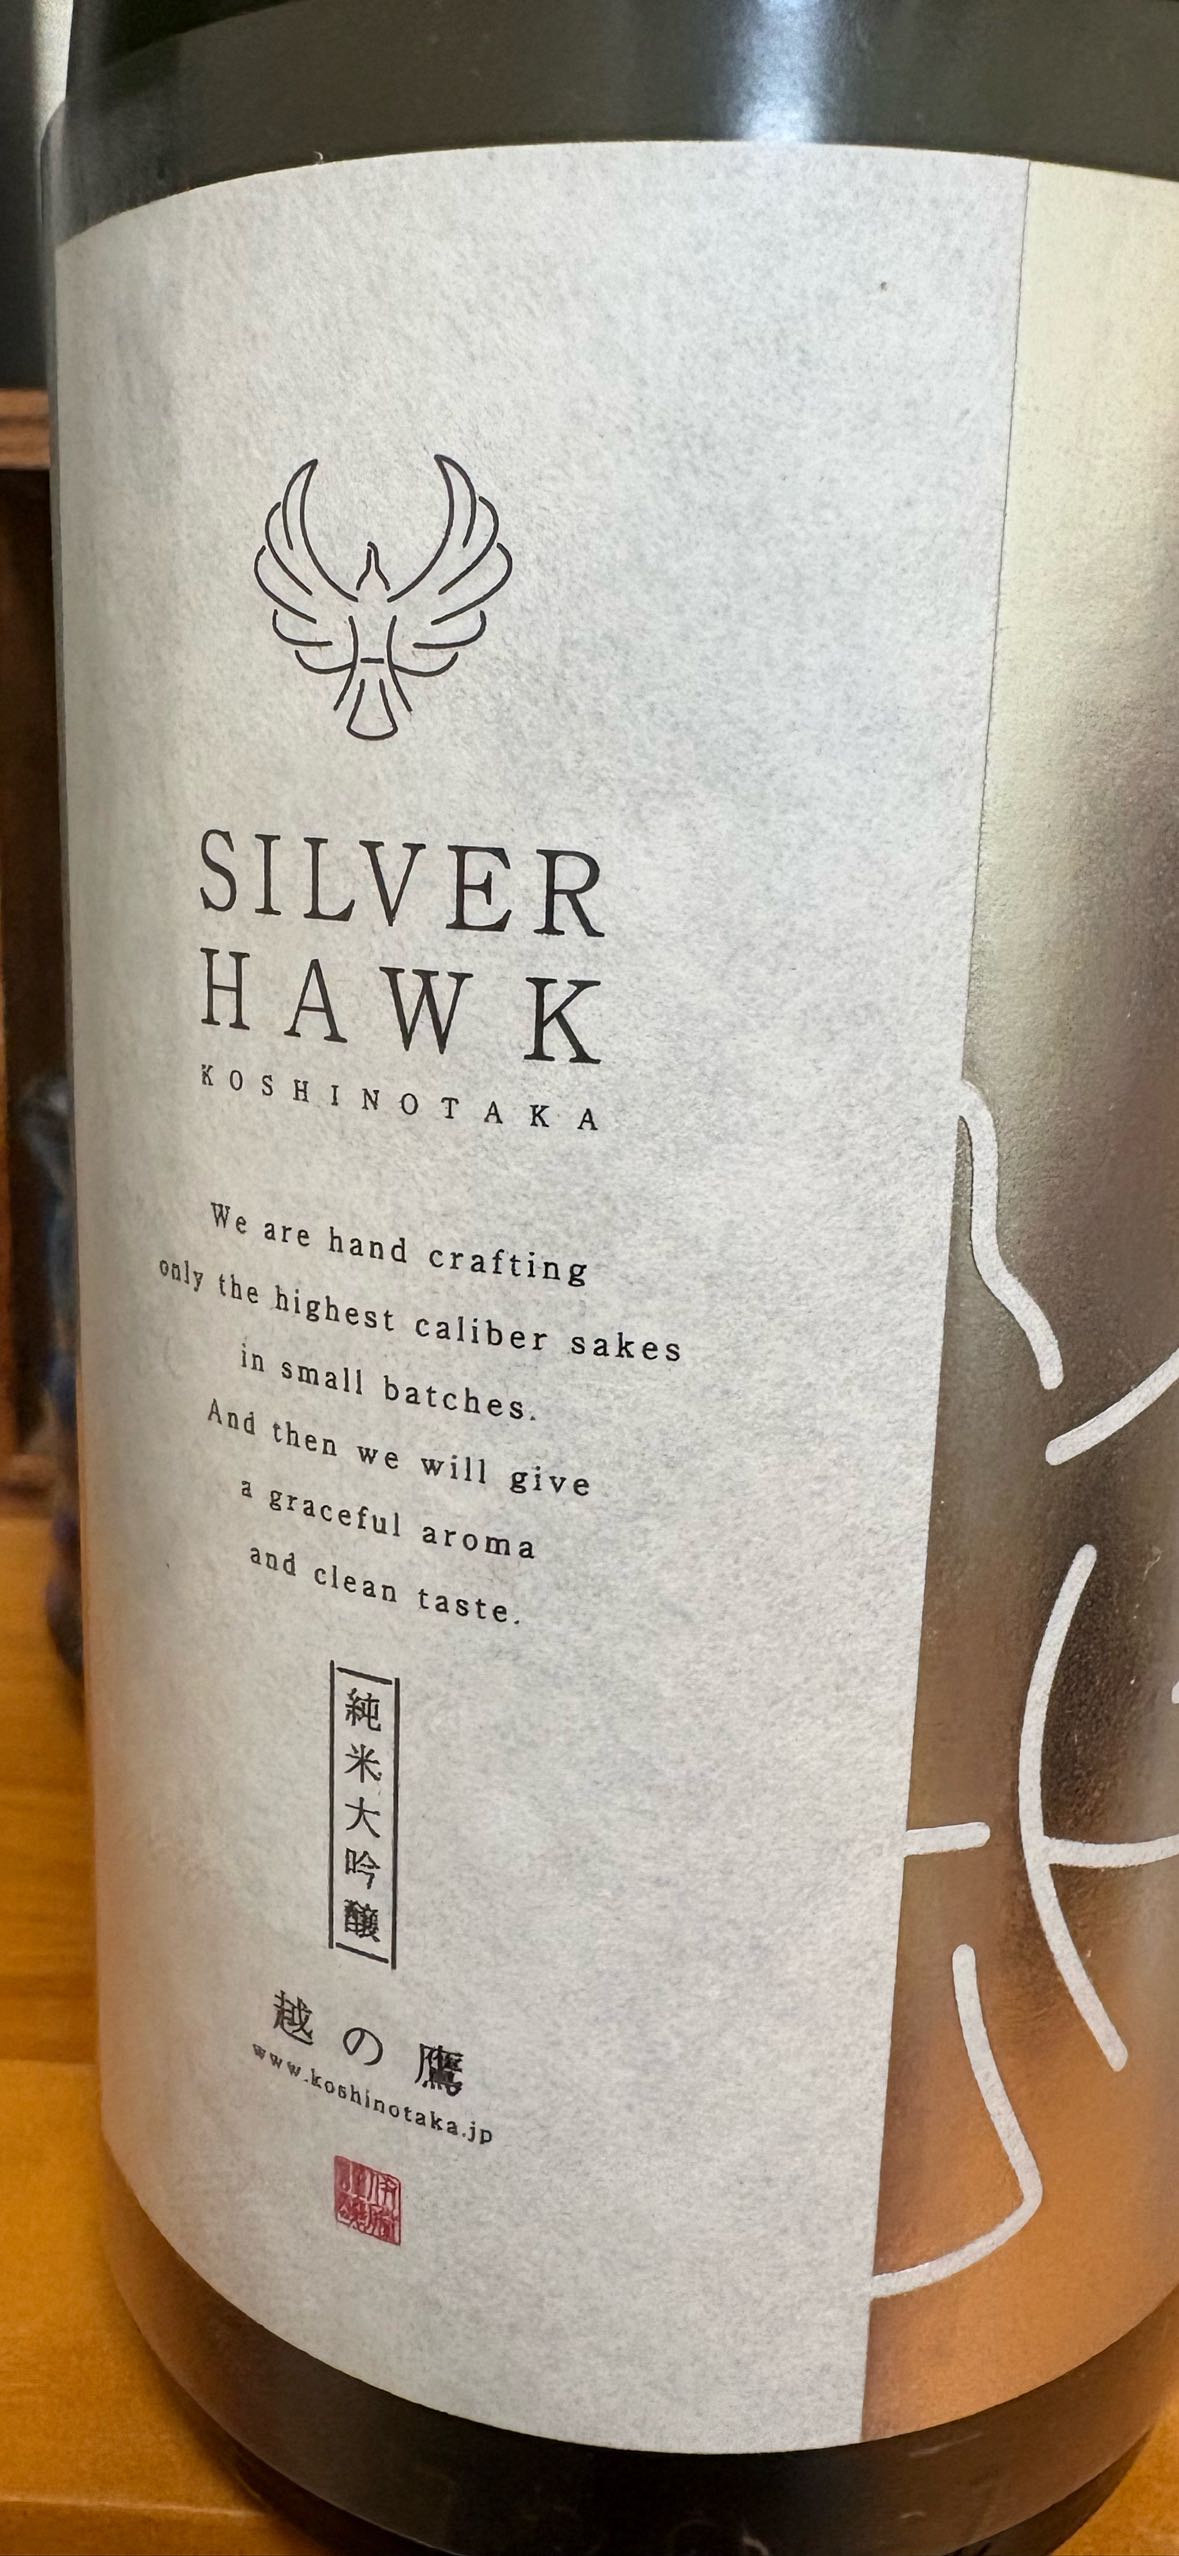 SILVER
HAWK
KOSHINOTAKA
We are hand crafting
only the highest caliber sakes
in small batches.
And then we will give
a graceful aroma
and clean taste.
純米大吟醸
越の鷹
www.koshinotaka.jp